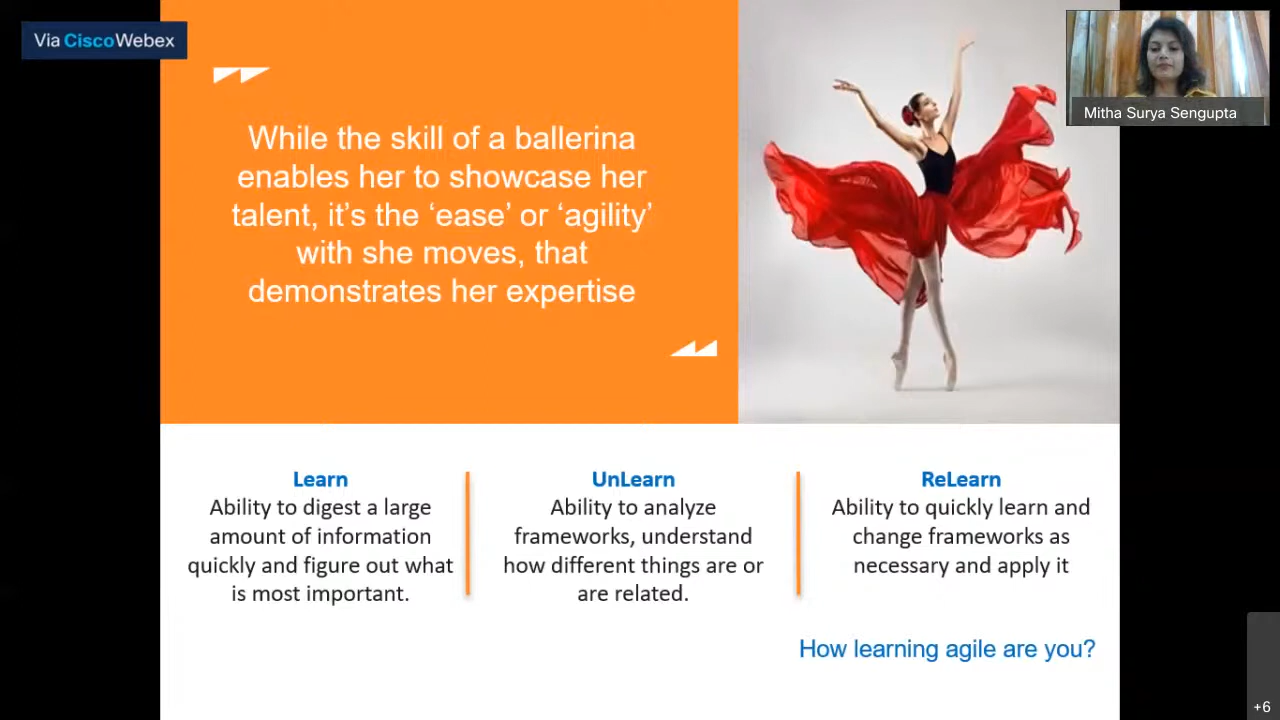 Via CiscoWebex
Mitha Surya Sengupta
While the skill of a ballerina
enables her to showcase her
talent, it’s the ‘ease’ or ‘agility’
with she moves, that
demonstrates her expertise
Learn
Ability to digest a large
amount of information
quickly and figure out what
is most important.
UnLearn
Ability to analyze
frameworks, understand
how different things are or
are related.
ReLearn
Ability to quickly learn and
change frameworks as
necessary and apply it
How learning agile are you?
+6